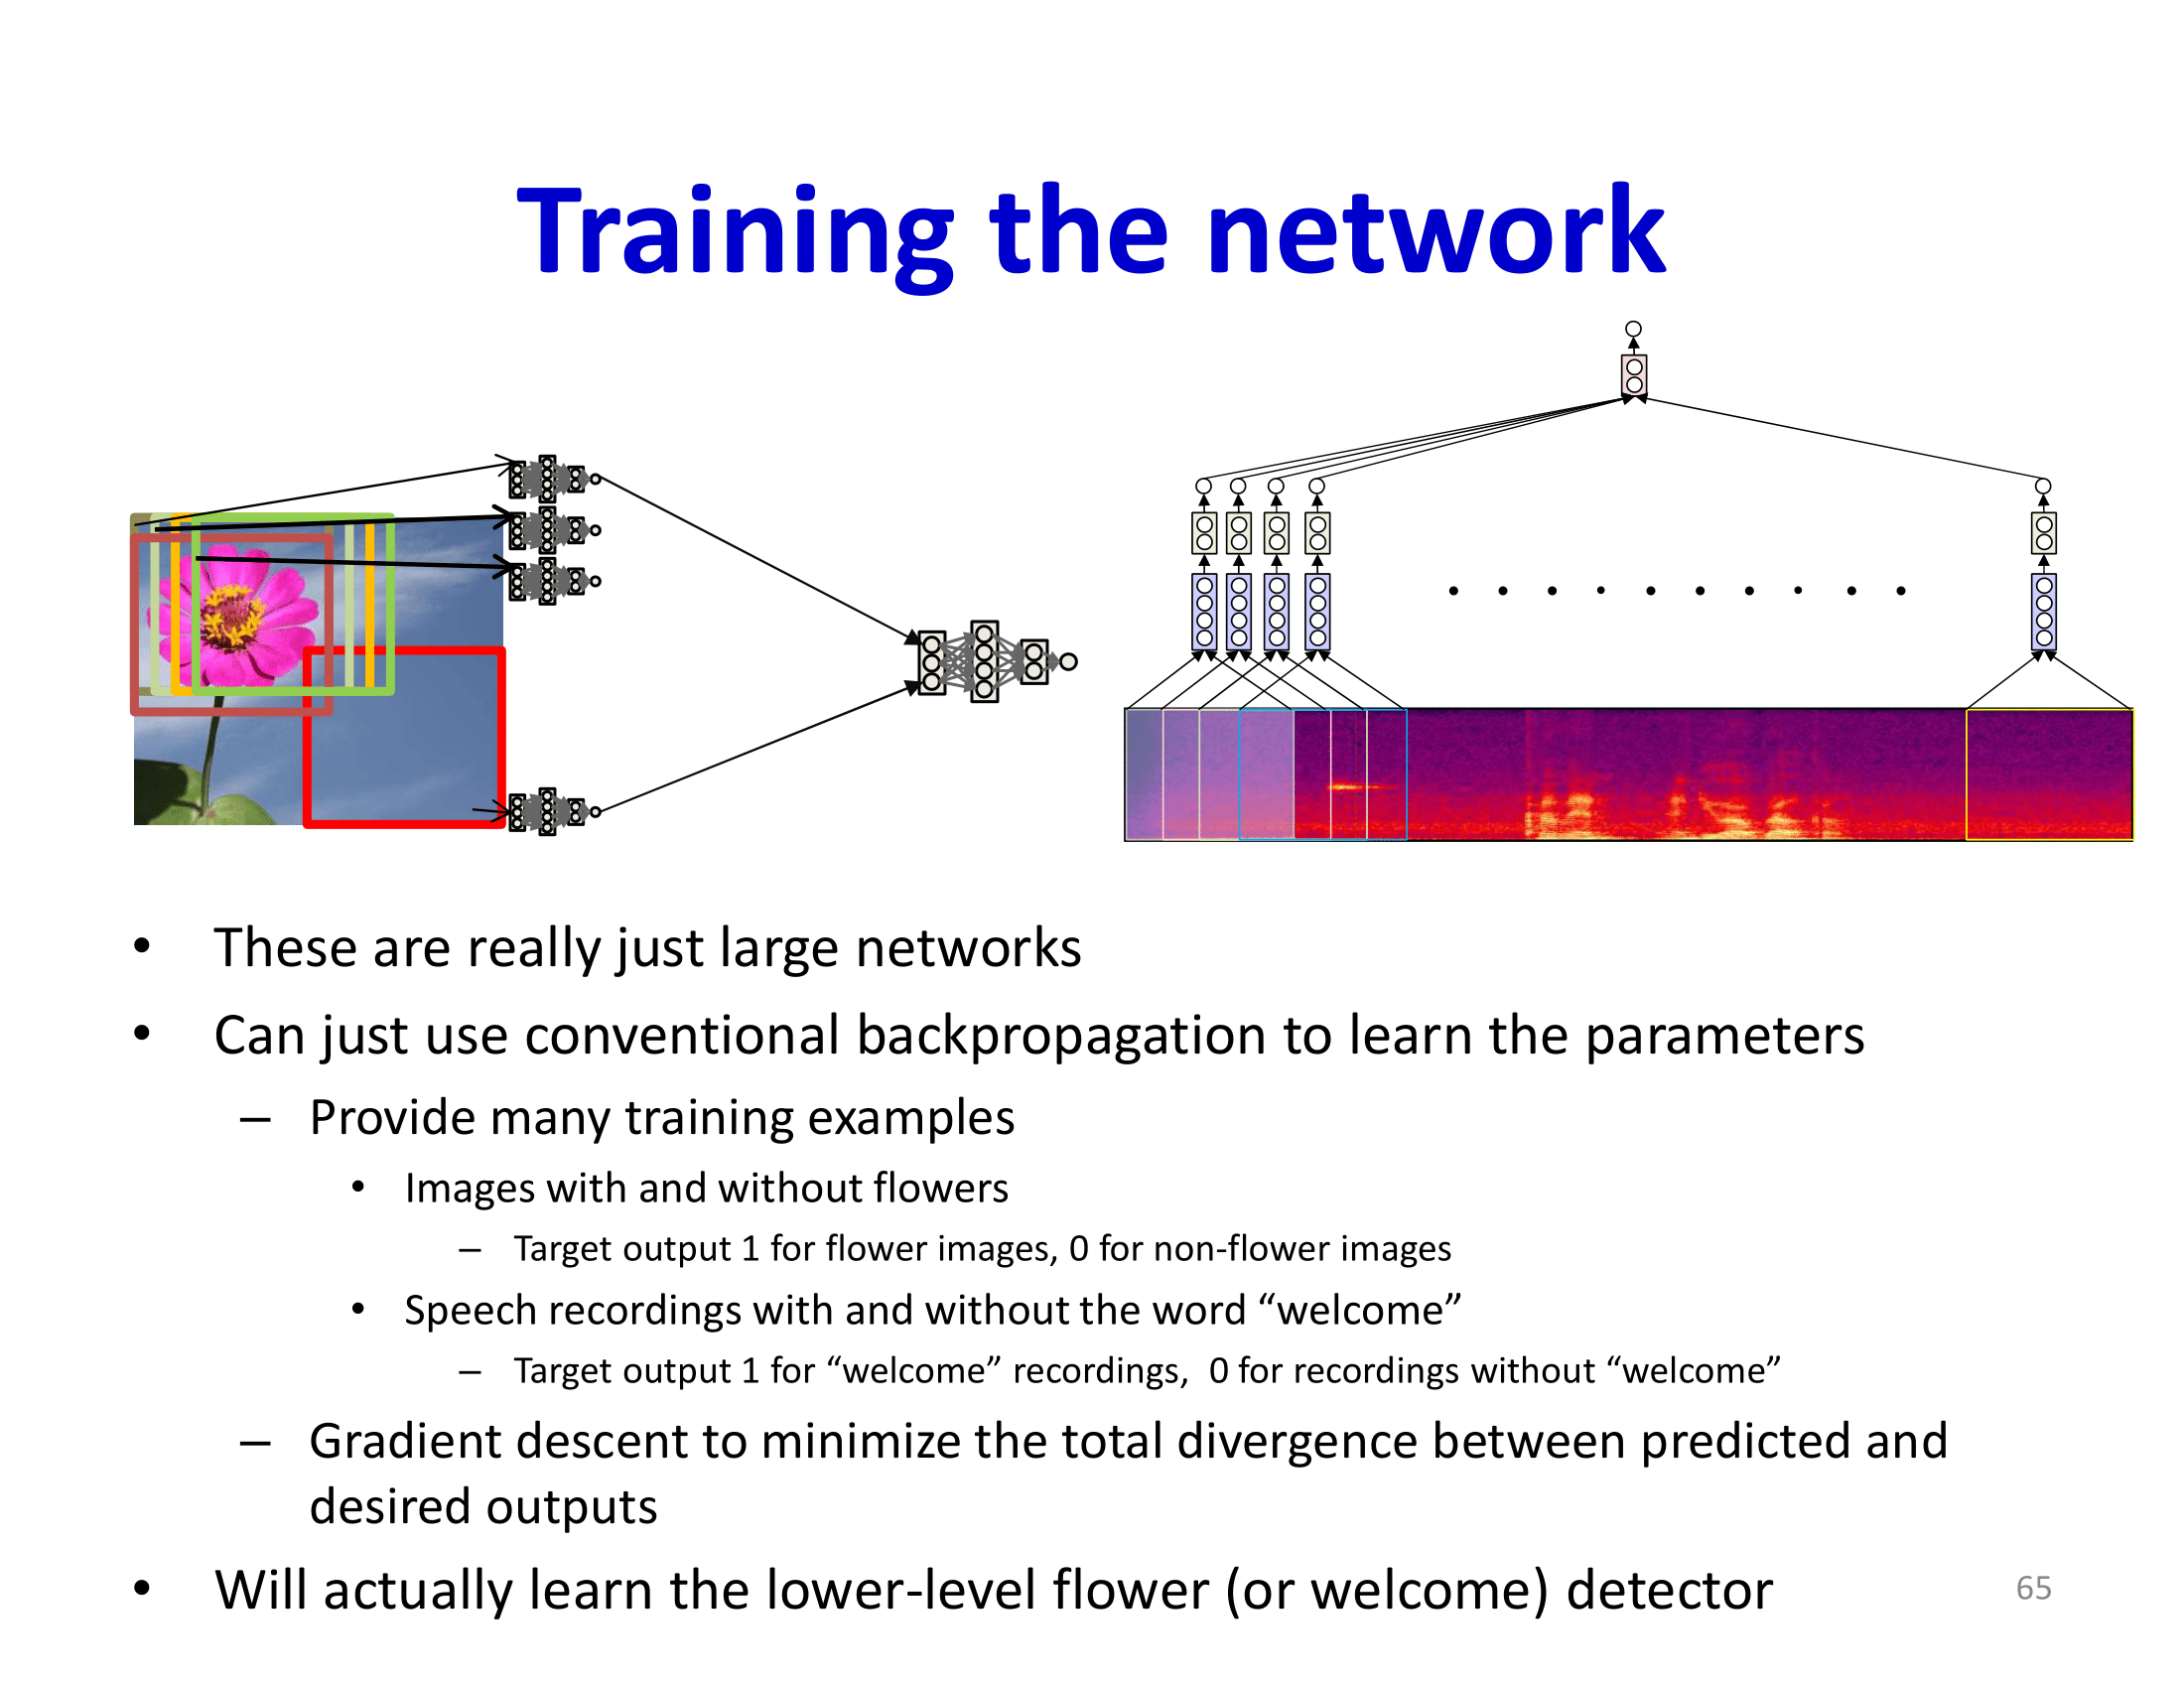 Training the network
• These are really just large networks
• Can just use conventional backpropagation to learn the parameters
– Provide many training examples
• Images with and without flowers
– Target output 1 for flower images, 0 for non-flower images
• Speech recordings with and without the word “welcome”
– Target output 1 for “welcome” recordings,  0 for recordings without “welcome”
– Gradient descent to minimize the total divergence between predicted and
desired outputs
• Will actually learn the lower-level flower (or welcome) detector
65